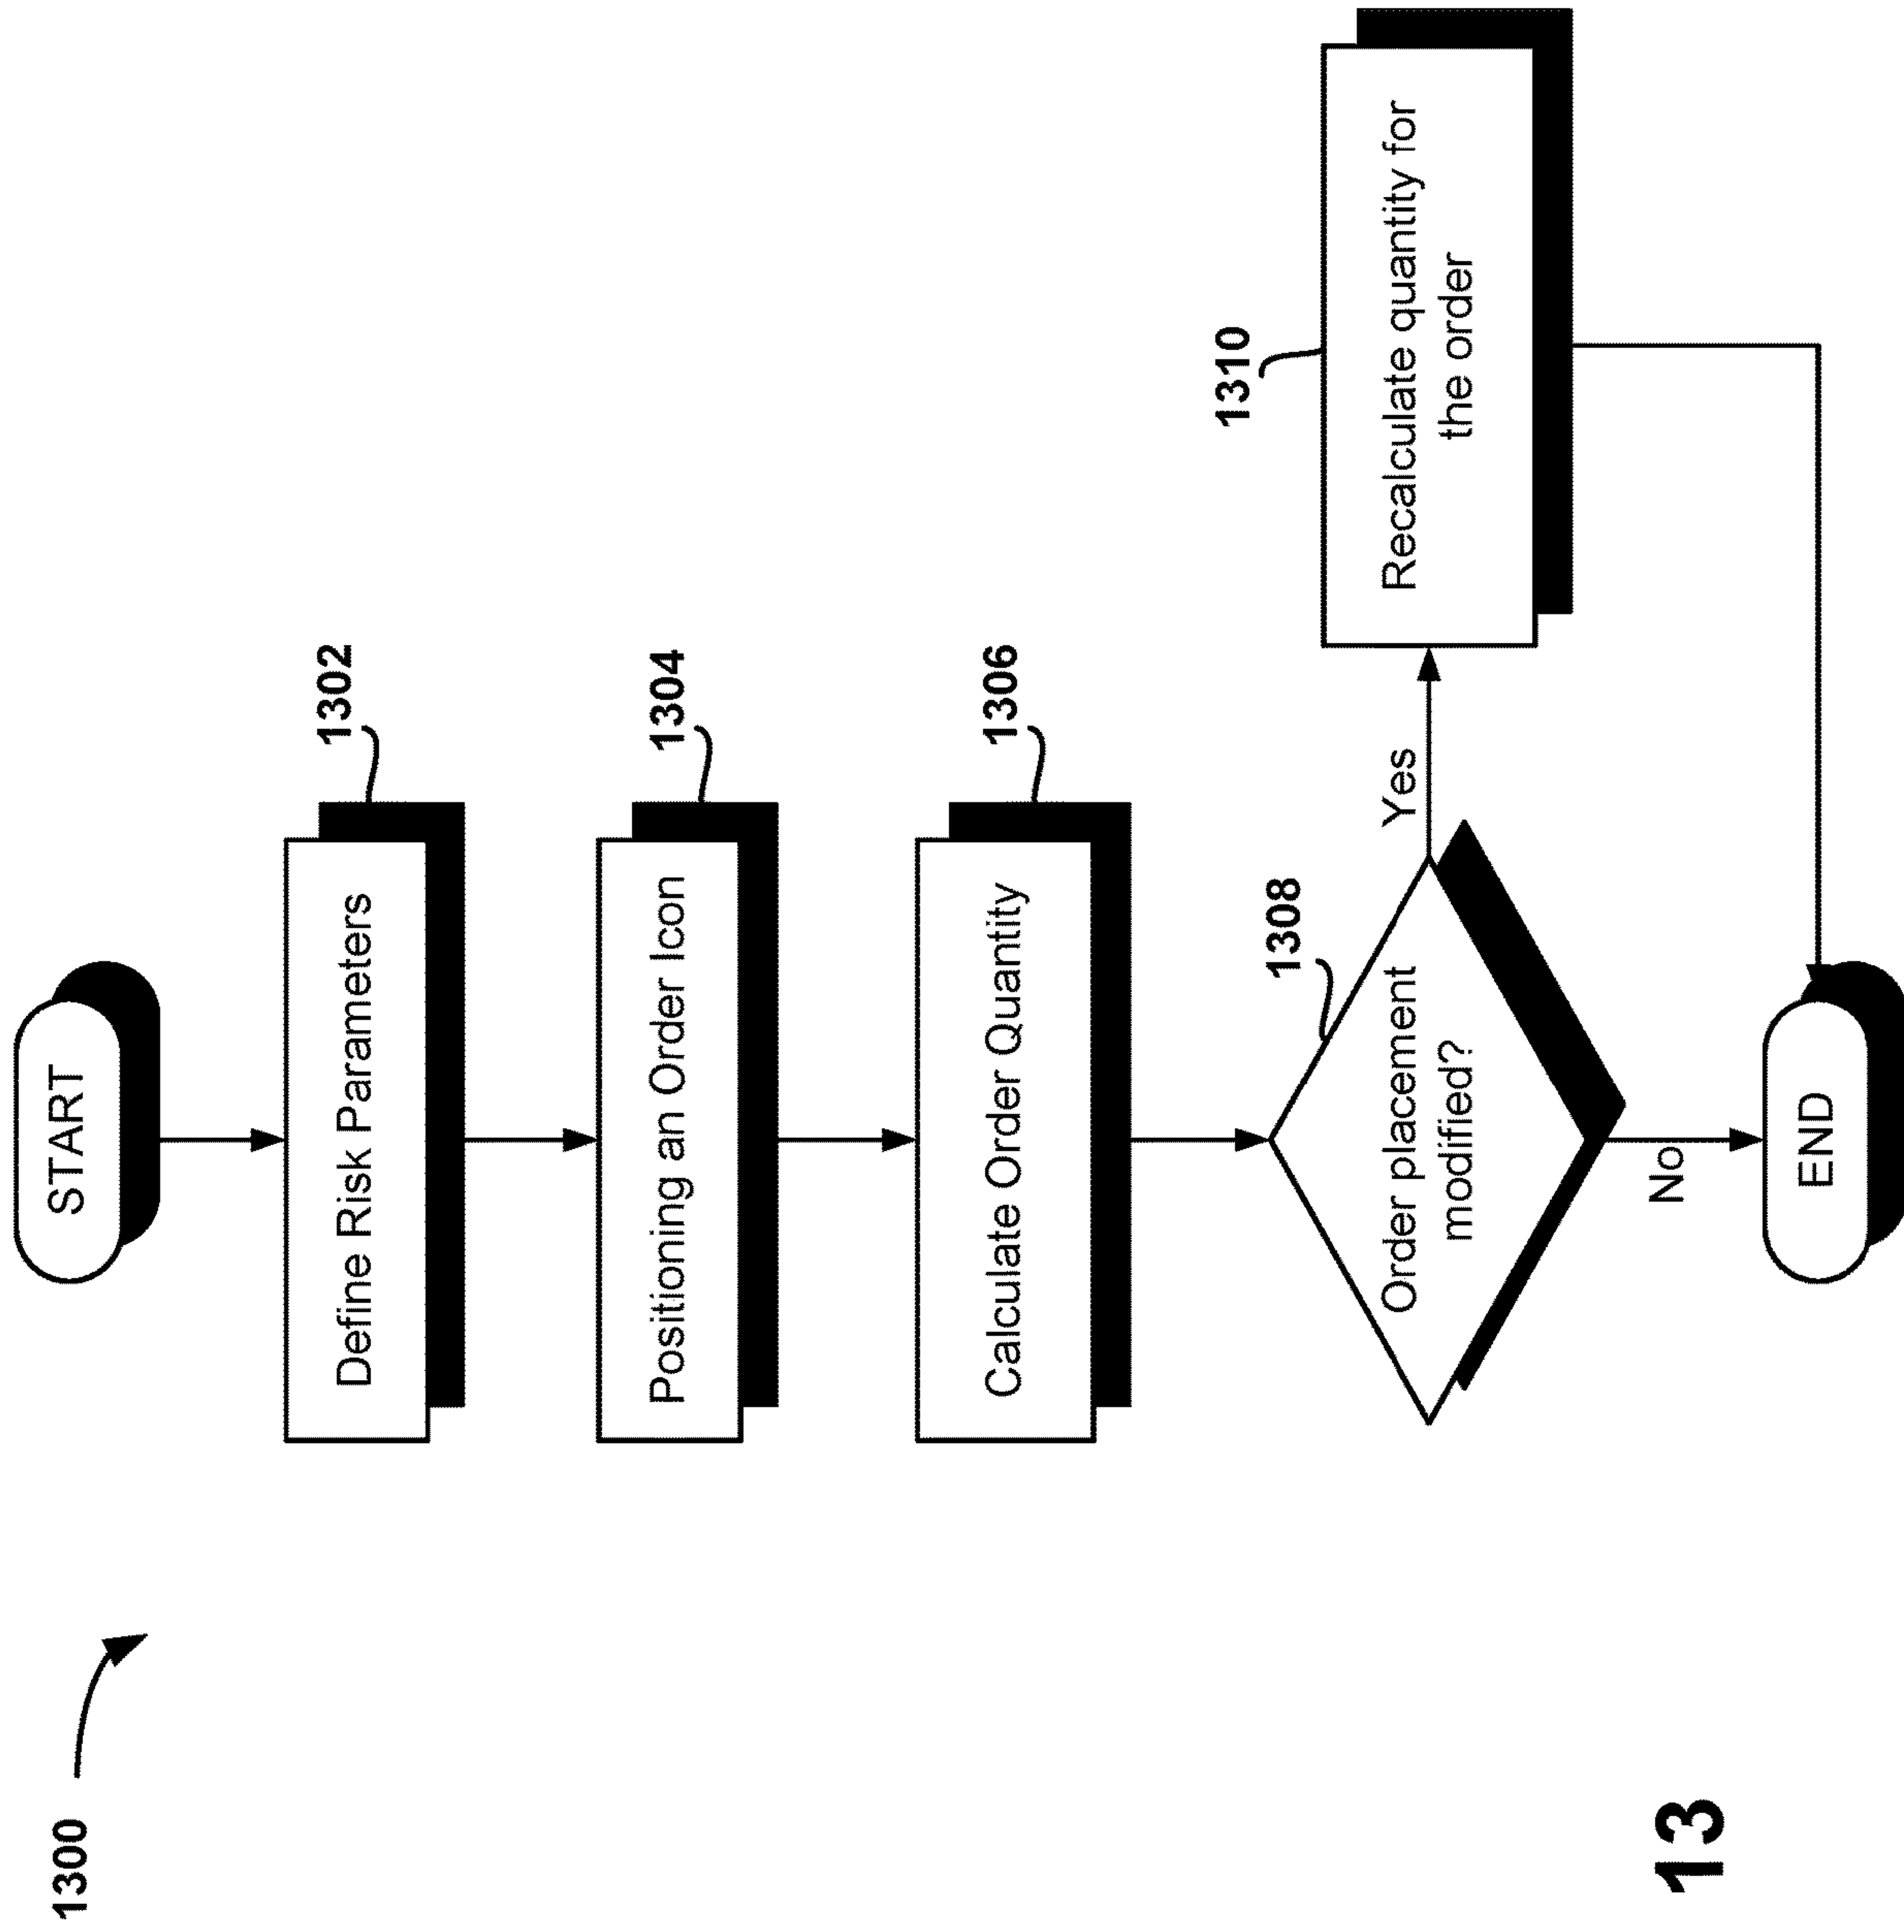 1300
START
Define Risk Parameters
1302
Positioning an Order Icon
1304
Calculate Order Quantity
1306
1308
Order placement
modified?
Yes
1310
Recalculate quantity for
the order
No
END
13